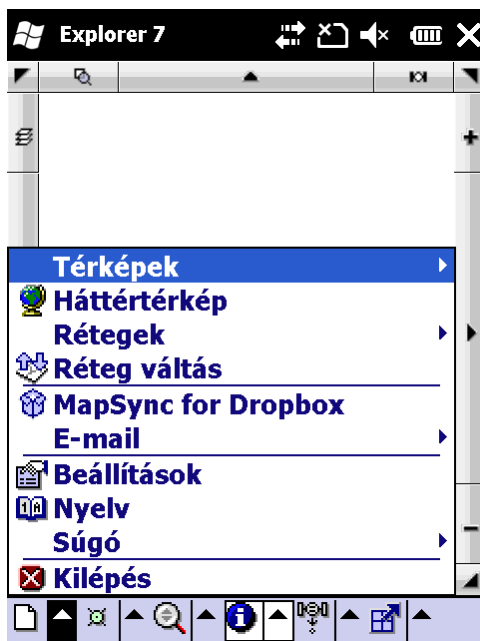 Explorer 7
Térképek
Háttértérkép
Rétegek
Réteg váltás
MapSync for Dropbox
E-mail
Beállítások
Nyelv
Súgó
Kilépés